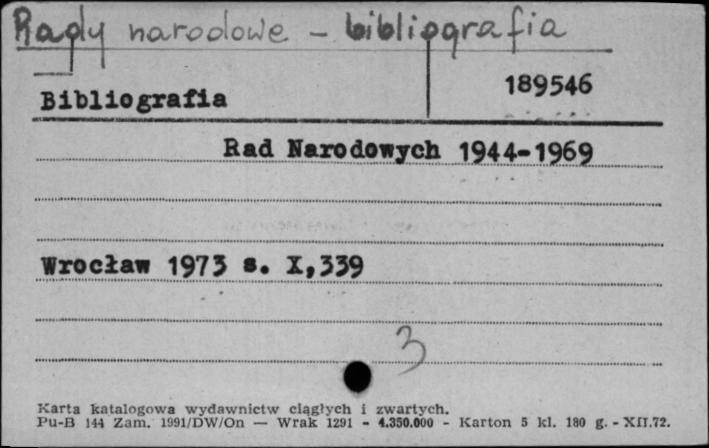 Rady narodowe - bibliografia
189546
Bibliografia
Rad Narodowych 1944-1969
Wrocław 1973 s. X,339
3
Karta katalogowa wydawnictw ciągłych i zwartych.
Pu-B 144 Zam. 1991/DW/On — Wrak 1291 - 4.350.000 - Karton 5 kl. 180 g. - XII.72.